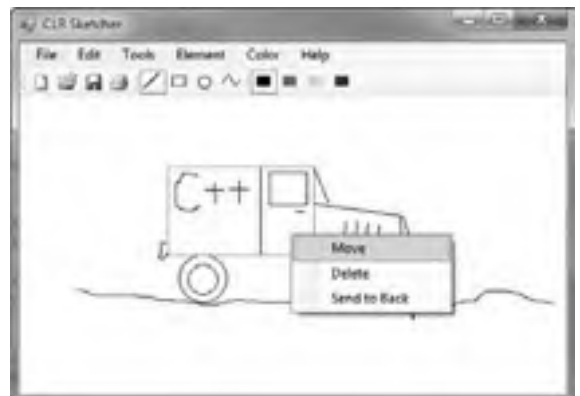 CLR Sketcher
File Edit Tools Element Color Help
C++
Move
Delete
Send to Back